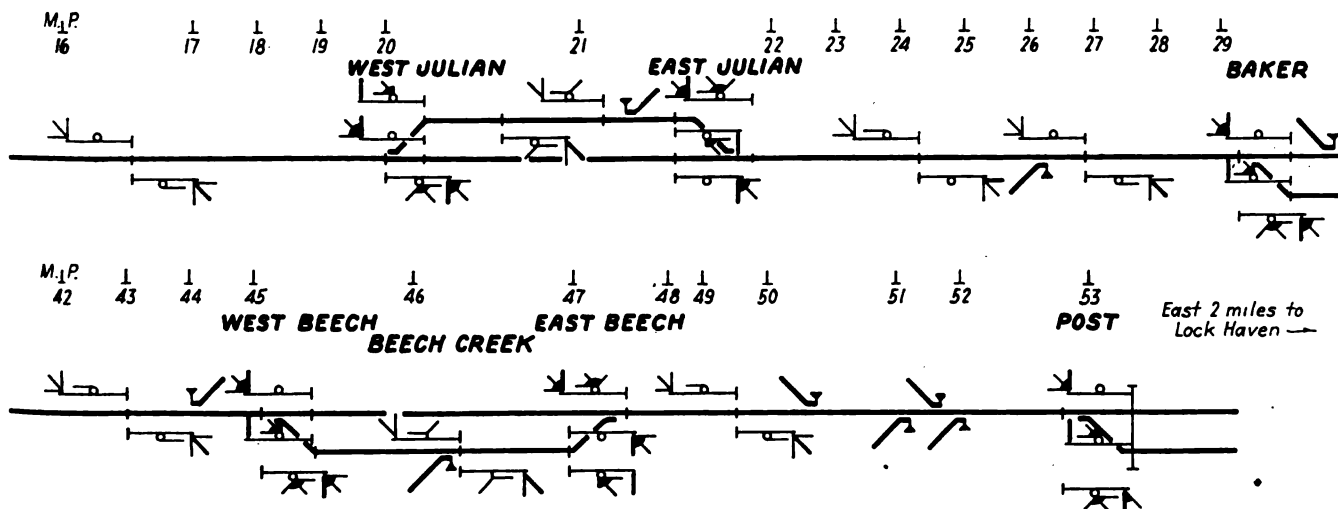 M.P.
16 17 18 19 20 21 22 23 24 25 26 27 28 29
WEST JULIAN EAST JULIAN BAKER
M.P.
42 43 44 45 46 47 48 49 50 51 52 53
WEST BEECH EAST BEECH POST East 2 miles to
BEECH CREEK Lock Haven